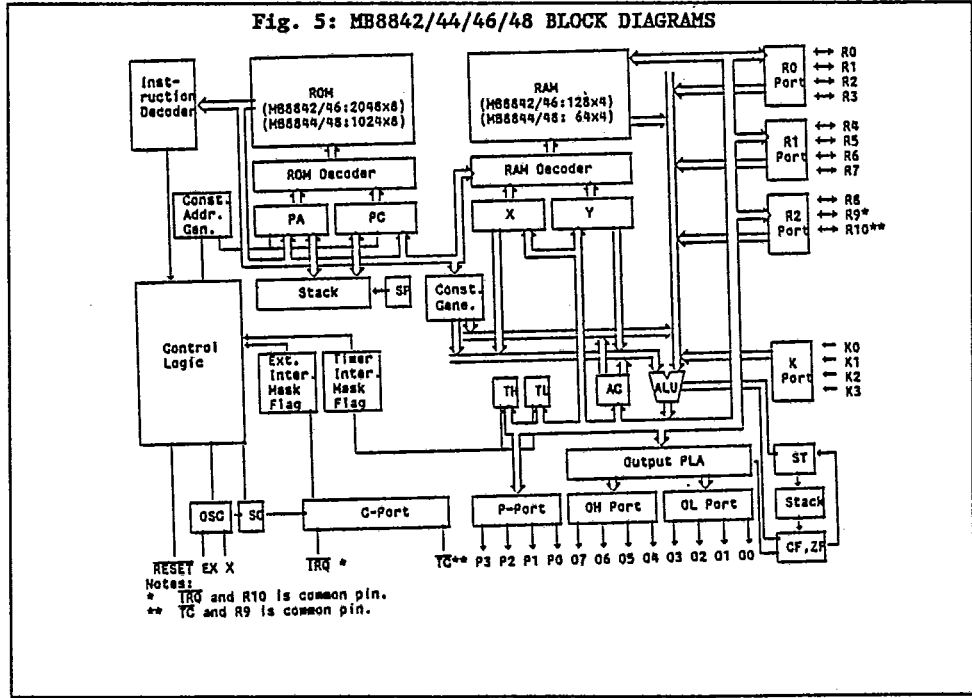 Fig. 5: MB8842/44/46/48 BLOCK DIAGRAMS
Inst-
ruction
Decoder
ROM
(MB8842/46:2048x8)
(MB8844/48:1024x8)
RAM
(MB8842/46:128x4)
(MB8844/48: 64x4)
R0
Port
R0
R1
R2
R3
R1
Port
R4
R5
R6
R7
R2
Port
R8
R9*
R10**
ROM Decoder
RAM Decoder
Const.
Addr.
Gen.
PA
PC
X
Y
Stack
SP
Const.
Gene.
Control
Logic
Ext.
Inter.
Mask
Flag
Timer
Inter.
Mask
Flag
TH
TL
AC
ALU
K
Port
K0
K1
K2
K3
Output PLA
ST
Stack
CF,ZF
OSC
SC
C-Port
P-Port
OH Port
OL Port
RESET EX X
IRQ *
TC** P3 P2 P1 P0 O7 O6 O5 O4 O3 O2 O1 O0
Notes:
* IRQ and R10 is common pin.
** TC and R9 is common pin.